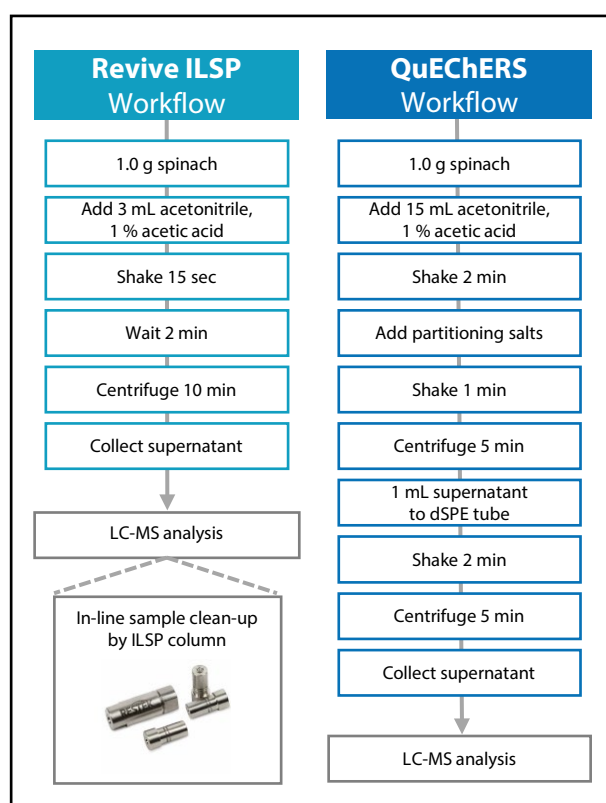 Revive ILSP
Workflow
1.0 g spinach
Add 3 mL acetonitrile,
1 % acetic acid
Shake 15 sec
Wait 2 min
Centrifuge 10 min
Collect supernatant
LC-MS analysis
In-line sample clean-up
by ILSP column
RESTEK
QuEChERS
Workflow
1.0 g spinach
Add 15 mL acetonitrile,
1 % acetic acid
Shake 2 min
Add partitioning salts
Shake 1 min
Centrifuge 5 min
1 mL supernatant
to dSPE tube
Shake 2 min
Centrifuge 5 min
Collect supernatant
LC-MS analysis